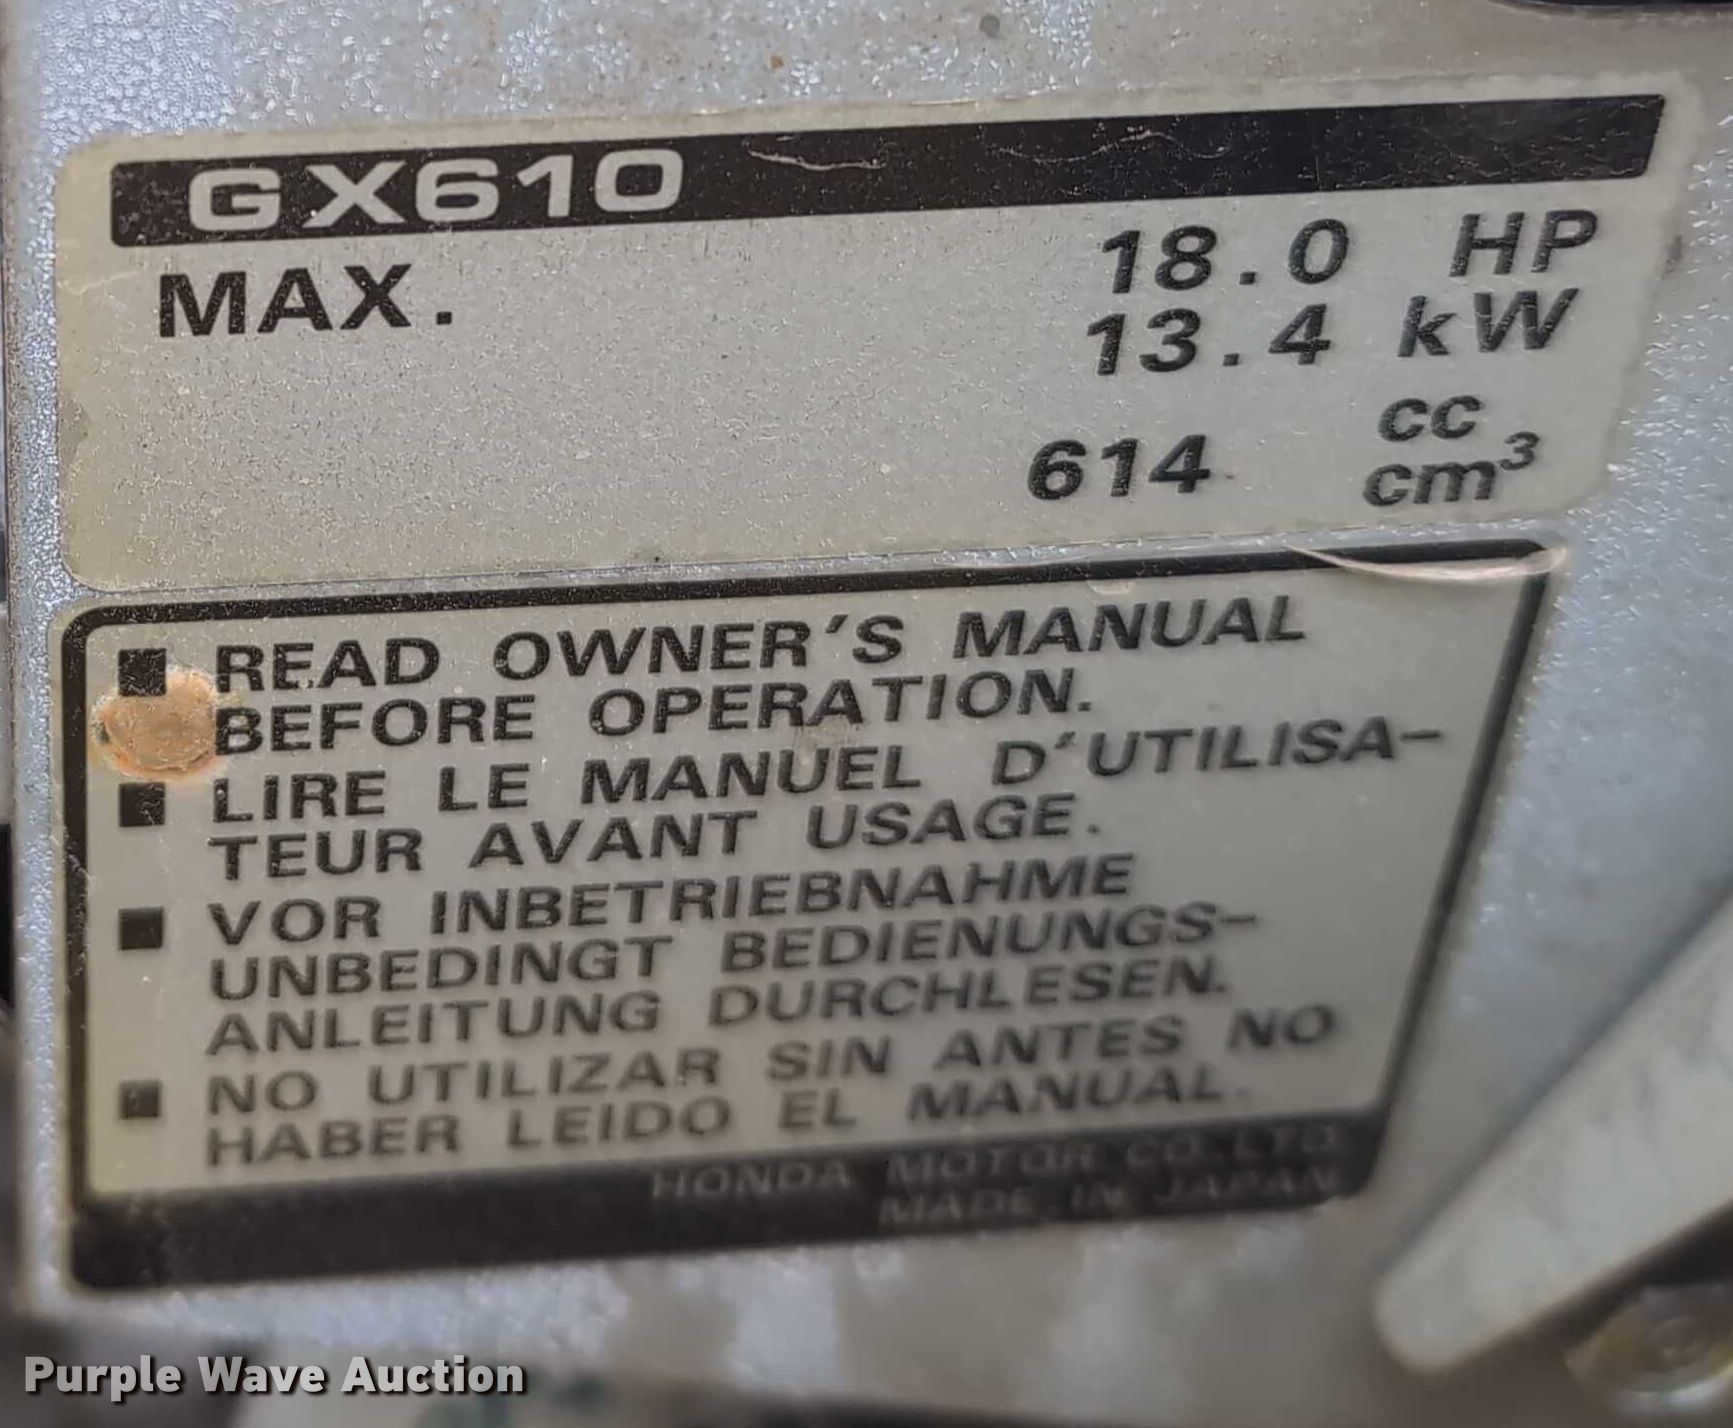 GX610
MAX. 18.0 HP
13.4 kW
614 cc
cm³
■ READ OWNER'S MANUAL
BEFORE OPERATION.
■ LIRE LE MANUEL D'UTILISA-
TEUR AVANT USAGE.
■ VOR INBETRIEBNAHME
UNBEDINGT BEDIENUNGS-
ANLEITUNG DURCHLESEN.
■ NO UTILIZAR SIN ANTES NO
HABER LEIDO EL MANUAL.
HONDA MOTOR CO.,LTD.
MADE IN JAPAN
Purple Wave Auction